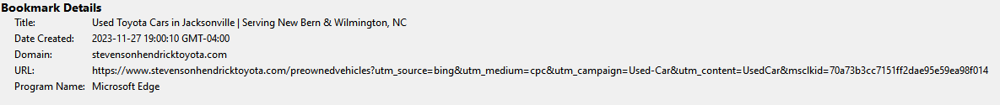 Bookmark Details
Title: Used Toyota Cars in Jacksonville | Serving New Bern & Wilmington, NC
Date Created: 2023-11-27 19:00:10 GMT-04:00
Domain: stevensonhendricktoyota.com
URL: https://www.stevensonhendricktoyota.com/preownedvehicles?utm_source=bing&utm_medium=cpc&utm_campaign=Used-Car&utm_content=UsedCar&msclkid=70a73b3cc7151ff2dae95e59ea98f014
Program Name: Microsoft Edge